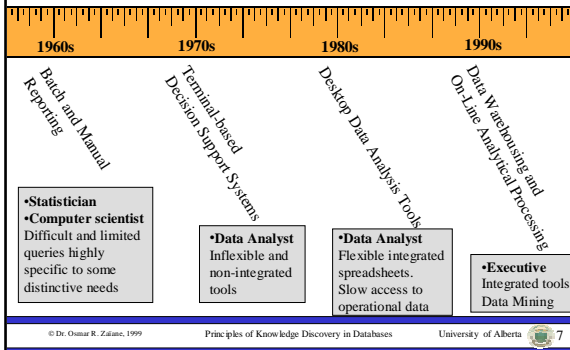 1960s
1970s
1980s
1990s
Batch and Manual
Reporting
Terminal-based
Decision Support Systems
Desktop Data Analysis Tools
Data Warehousing and
On-Line Analytical Processing
•Statistician
•Computer scientist
Difficult and limited
queries highly
specific to some
distinctive needs
•Data Analyst
Inflexible and
non-integrated
tools
•Data Analyst
Flexible integrated
spreadsheets.
Slow access to
operational data
•Executive
Integrated tools
Data Mining
© Dr. Osmar R. Zaïane, 1999
Principles of Knowledge Discovery in Databases
University of Alberta
7